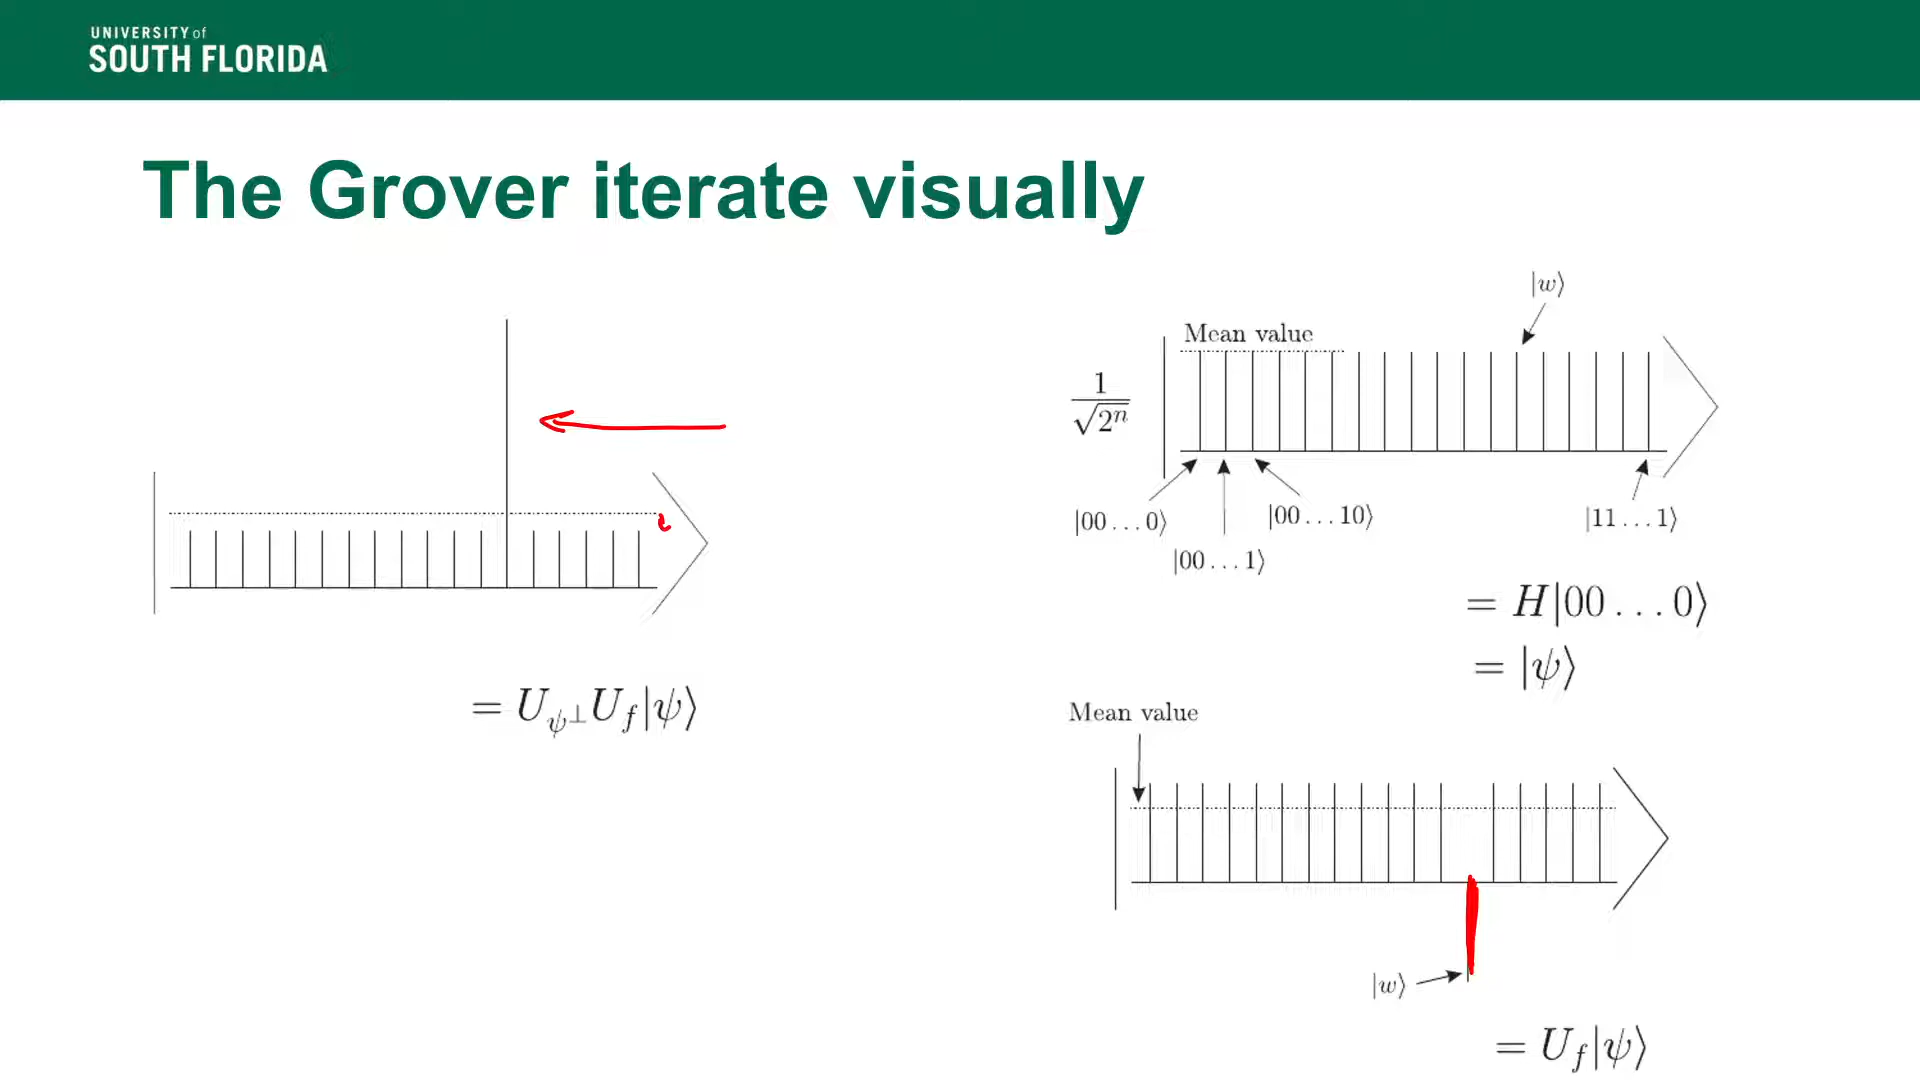 UNIVERSITY of
SOUTH FLORIDA
The Grover iterate visually
= U_{ψ⊥}U_f|ψ⟩
|w⟩
Mean value
1/√2ⁿ
|00...0⟩
|00...1⟩
|00...10⟩
|11...1⟩
= H|00...0⟩
= |ψ⟩
Mean value
|w⟩
= U_f|ψ⟩